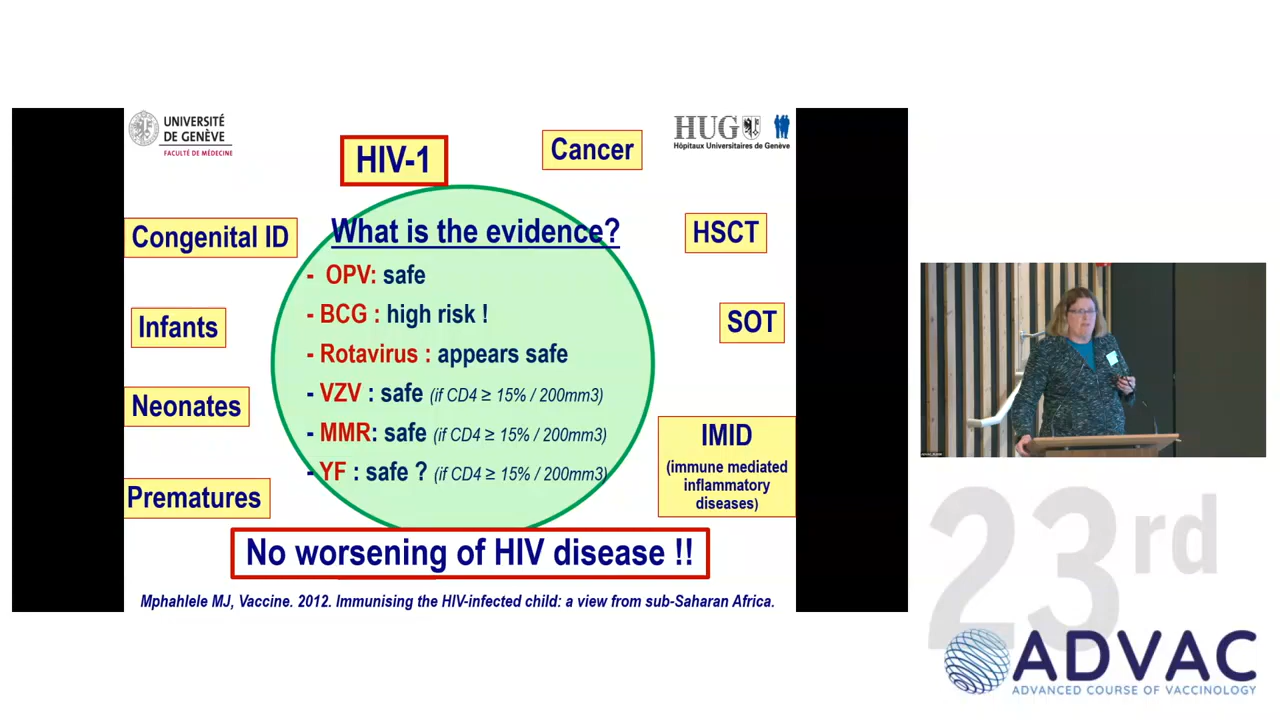 UNIVERSITÉ
DE GENÈVE
FACULTÉ DE MÉDECINE
HUG
Hôpitaux Universitaires de Genève
HIV-1
Cancer
Congenital ID
What is the evidence?
HSCT
- OPV: safe
- BCG : high risk !
Infants
SOT
- Rotavirus : appears safe
- VZV : safe (if CD4 ≥ 15% / 200mm3)
Neonates
- MMR: safe (if CD4 ≥ 15% / 200mm3)
IMID
(immune mediated
inflammatory
diseases)
- YF : safe ? (if CD4 ≥ 15% / 200mm3)
Prematures
No worsening of HIV disease !!
Mphahlele MJ, Vaccine. 2012. Immunising the HIV-infected child: a view from sub-Saharan Africa.
23rd
ADVAC
ADVANCED COURSE OF VACCINOLOGY